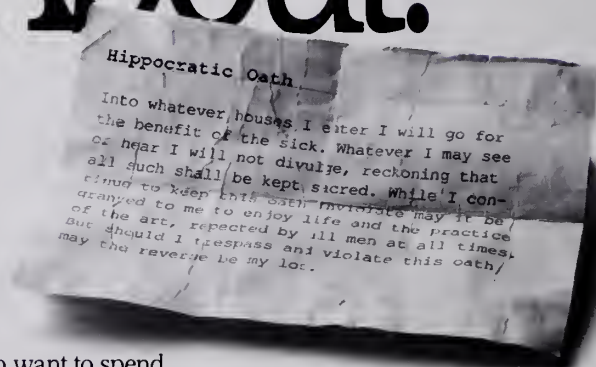 out.
Hippocratic Oath
Into whatever houses I enter I will go for
the benefit of the sick. Whatever I may see
or hear I will not divulge, reckoning that
all such shall be kept sacred. While I con-
tinue to keep this oath inviolate may it be
granted to me to enjoy life and the practice
of the art, repected by all men at all times.
But should I trespass and violate this oath,
may the reverse be my lot.
want to spend